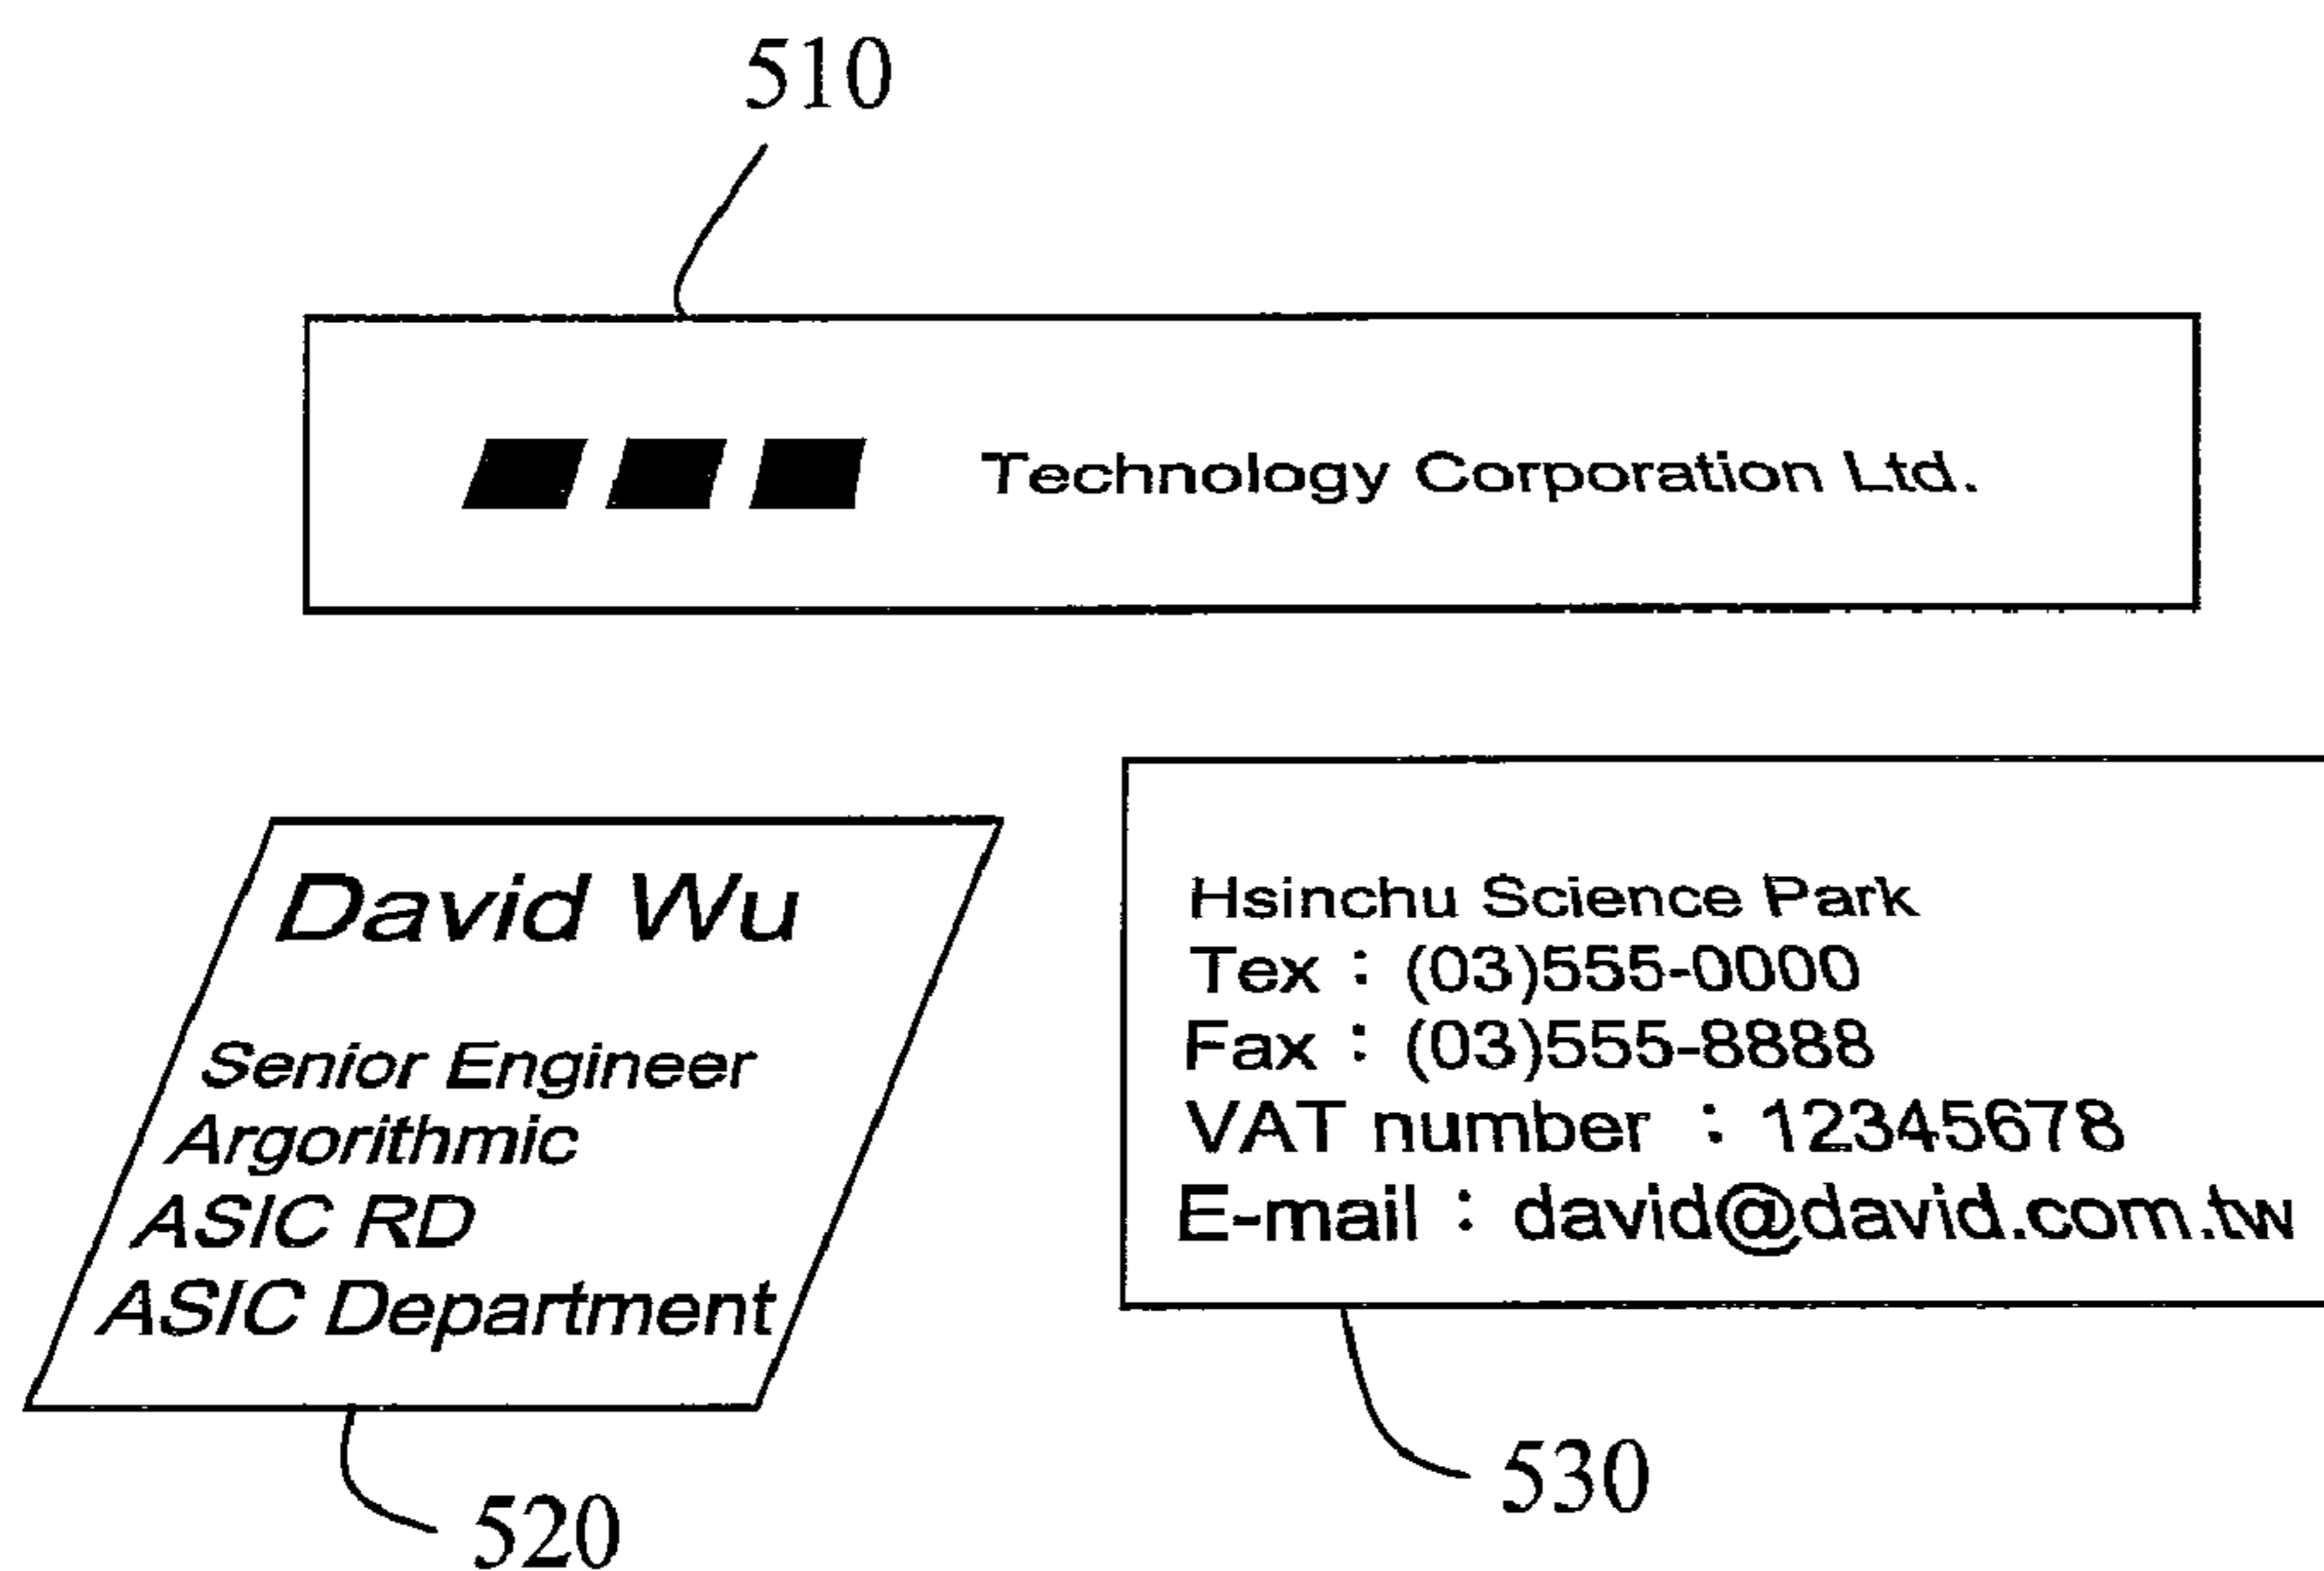 510
Technology Corporation Ltd.
David Wu
Senior Engineer
Argorithmic
ASIC RD
ASIC Department
520
Hsinchu Science Park
Tex : (03)555-0000
Fax : (03)555-8888
VAT number : 12345678
E-mail : david@david.com.tw
530